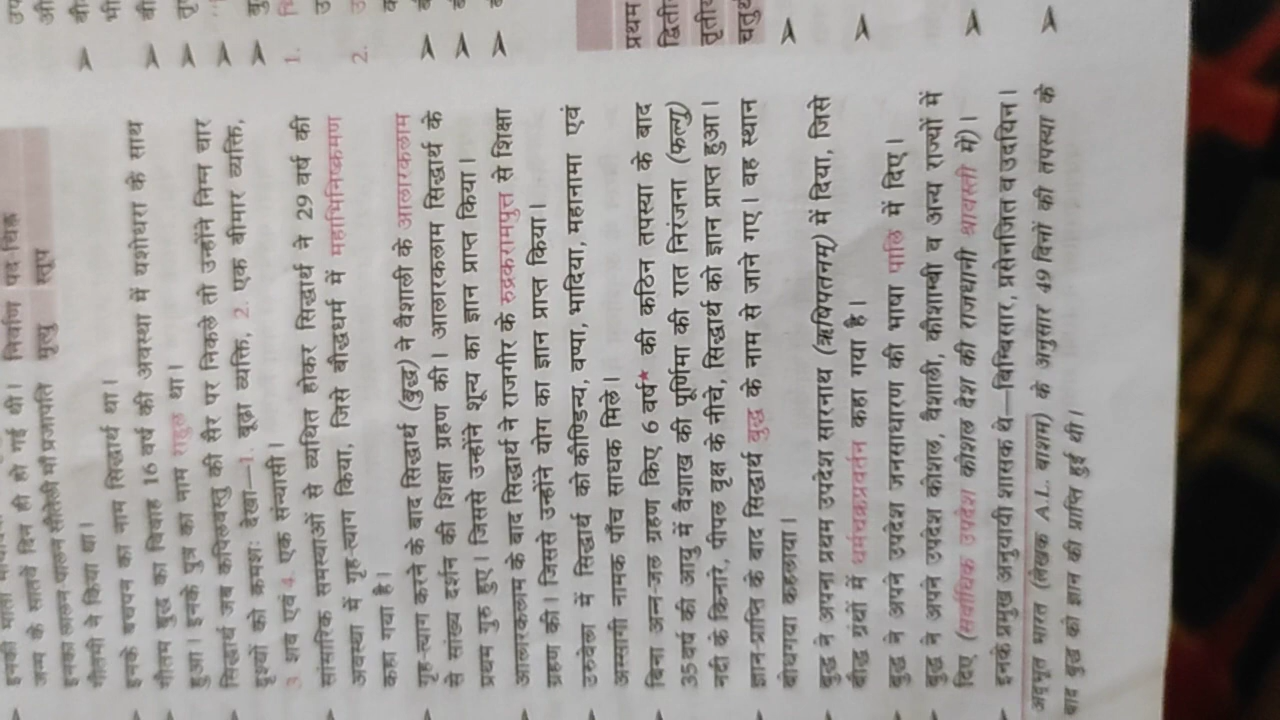 जन्म के सातवें दिन ही हो गई थी।
इनका लालन-पालन सौतेली माँ प्रजापति
गौतमी ने किया था।
निर्वाण पद चिह्न
मृत्यु स्तूप
इनके बचपन का नाम सिद्धार्थ था।
गौतम बुद्ध का विवाह 16 वर्ष की अवस्था में यशोधरा के साथ
हुआ। इनके पुत्र का नाम राहुल था।
सिद्धार्थ जब कपिलवस्तु की सैर पर निकले तो उन्होंने निम्न चार
दृश्यों को क्रमशः देखा—1. बूढ़ा व्यक्ति, 2. एक बीमार व्यक्ति,
3. शव एवं 4. एक संन्यासी।
सांसारिक समस्याओं से व्यथित होकर सिद्धार्थ ने 29 वर्ष की
अवस्था में गृह-त्याग किया, जिसे बौद्धधर्म में महाभिनिष्क्रमण
कहा गया है।
गृह-त्याग करने के बाद सिद्धार्थ (बुद्ध) ने वैशाली के आलारकलाम
से सांख्य दर्शन की शिक्षा ग्रहण की। आलारकलाम सिद्धार्थ के
प्रथम गुरु हुए। जिससे उन्होंने शून्य का ज्ञान प्राप्त किया।
आलारकलाम के बाद सिद्धार्थ ने राजगीर के रुद्रकरामपुत्त से शिक्षा
ग्रहण की। जिससे उन्होंने योग का ज्ञान प्राप्त किया।
उरुवेला में सिद्धार्थ को कौण्डिन्य, वप्पा, भादिया, महानामा एवं
अस्सागी नामक पाँच साधक मिले।
बिना अन्न-जल ग्रहण किए 6 वर्ष* की कठिन तपस्या के बाद
35 वर्ष की आयु में वैशाख की पूर्णिमा की रात निरंजना (फल्गु)
नदी के किनारे, पीपल वृक्ष के नीचे, सिद्धार्थ को ज्ञान प्राप्त हुआ।
ज्ञान-प्राप्ति के बाद सिद्धार्थ बुद्ध के नाम से जाने गए। वह स्थान
बोधगया कहलाया।
बुद्ध ने अपना प्रथम उपदेश सारनाथ (ऋषिपतनम्) में दिया, जिसे
बौद्ध ग्रंथों में धर्मचक्रप्रवर्तन कहा गया है।
बुद्ध ने अपने उपदेश जनसाधारण की भाषा पालि में दिए।
बुद्ध ने अपने उपदेश कोशल, वैशाली, कौशाम्बी व अन्य राज्यों में
दिए (सर्वाधिक उपदेश कोशल देश की राजधानी श्रावस्ती में)।
इनके प्रमुख अनुयायी शासक थे—बिम्बिसार, प्रसेनजित व उदयिन।
अद्भुत भारत (लेखक A.L. बाशम) के अनुसार 49 दिनों की तपस्या के
बाद बुद्ध को ज्ञान की प्राप्ति हुई थी।
1.
2.
प्रथम